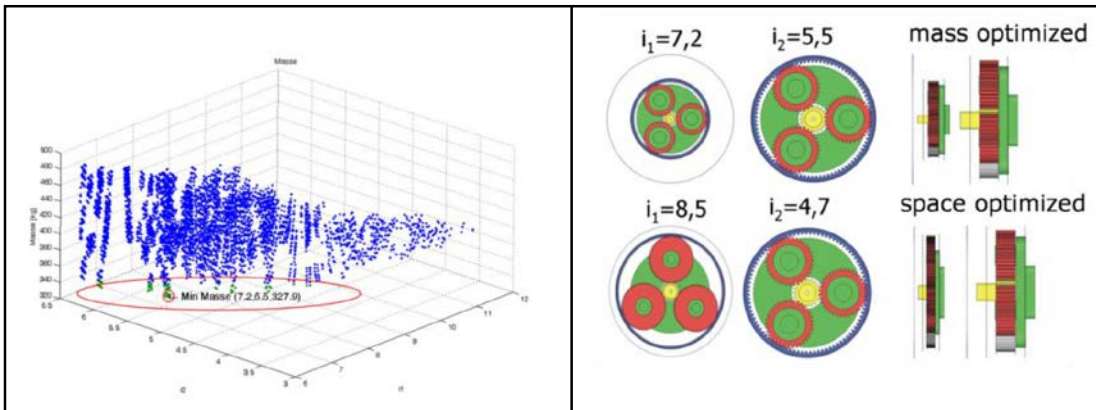 Masse
500
480
460
440
420
400
380
360
340
320
Masse [kg]
6.5
6
5.5
5
4.5
4
3.5
3
i2
6
7
8
9
10
11
12
i1
Min Masse (7.2,5.5,327.9)
i1=7,2
i2=5,5
mass optimized
i1=8,5
i2=4,7
space optimized